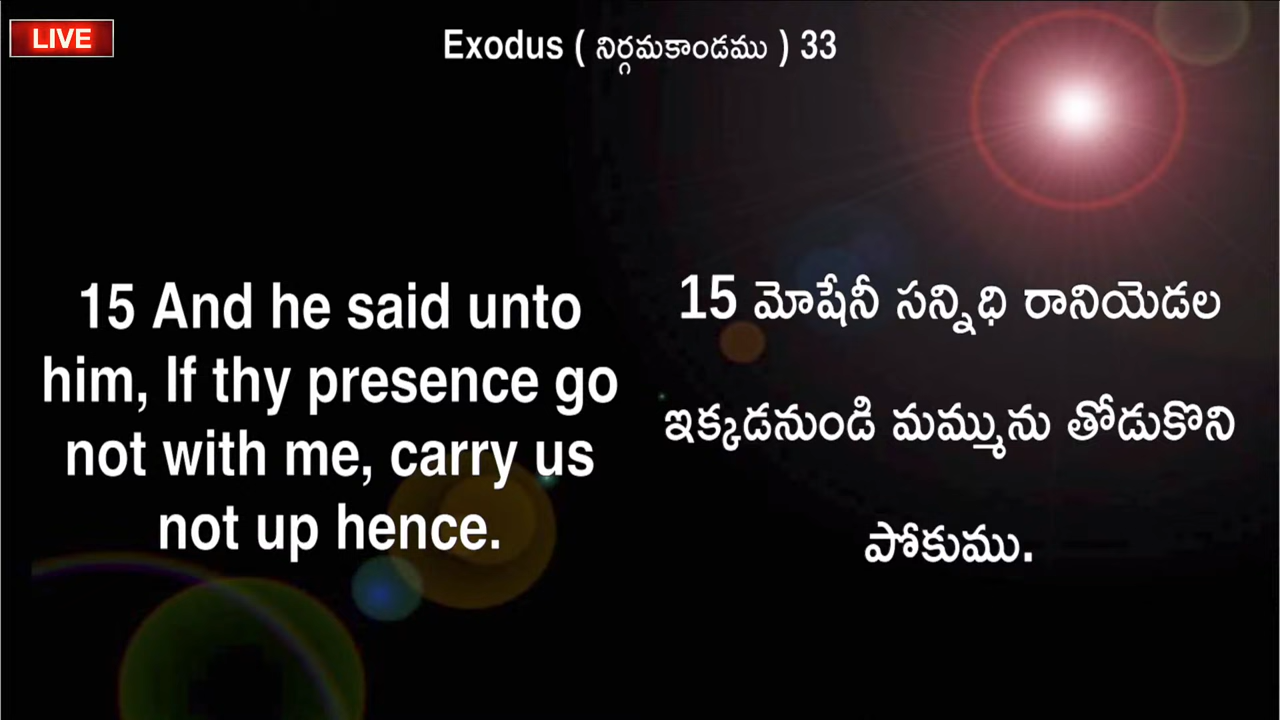 LIVE
Exodus ( నిర్గమకాండము ) 33
15 And he said unto
him, If thy presence go
not with me, carry us
not up hence.
15 మోషేనీ సన్నిధి రానియెడల
ఇక్కడనుండి మమ్మును తోడుకొని
పోకుము.